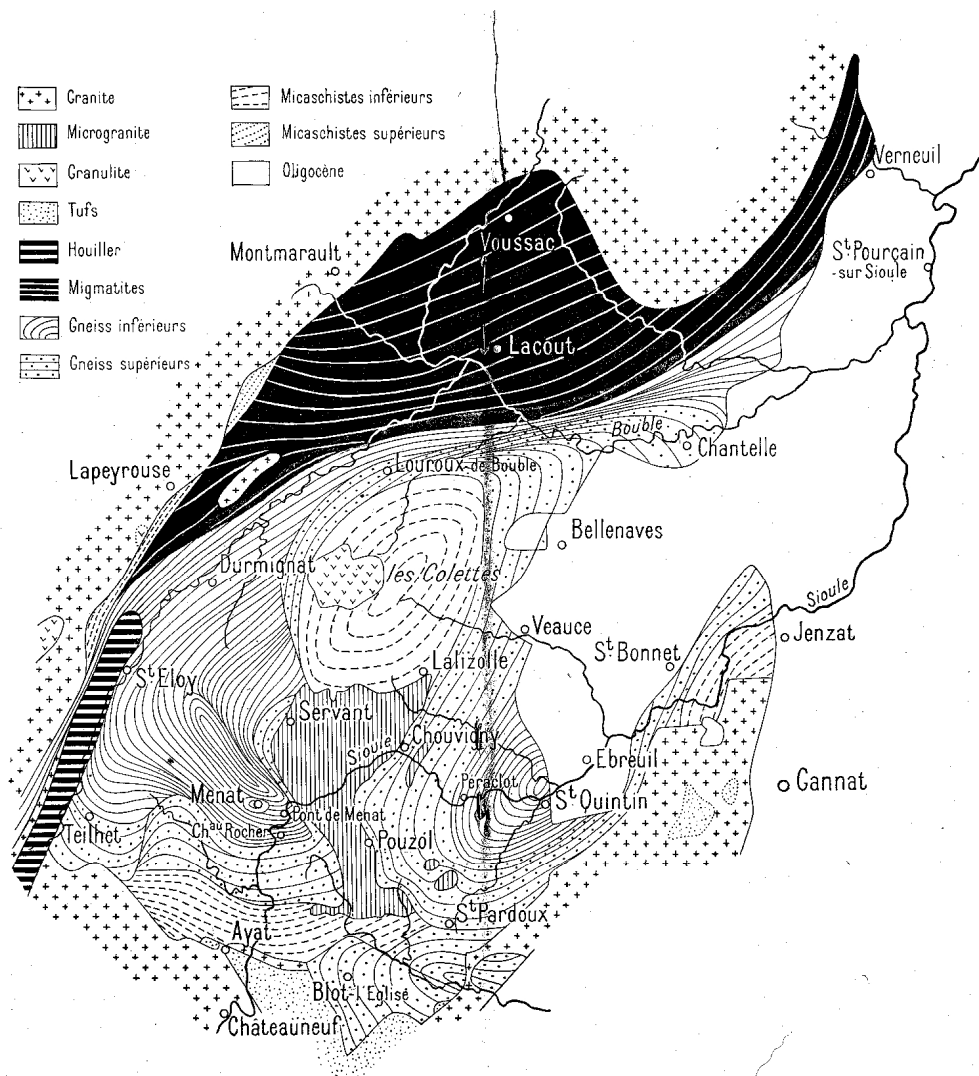 Granite
Microgranite
Granulite
Tufs
Houiller
Migmatites
Gneiss inférieurs
Gneiss supérieurs
Micaschistes inférieurs
Micaschistes supérieurs
Oligocène
Verneuil
Voussac
Montmarault
St Pourçain
-sur Sioule
Lacout
Bouble
Chantelle
Lapeyrouse
Louroux-de-Bouble
Bellenaves
Durmignat
les Colettes
Sioule
Veauce
Jenzat
St Bonnet
St Eloy
Lalizolle
Servant
Chouvigny
Sioule
Ebreuil
Gannat
Péraclot
Menat
St Quintin
Pont de Menat
Teilhet
Chau Rocher
Pouzol
St Pardoux
Ayat
Blot-l'Eglise
Châteauneuf